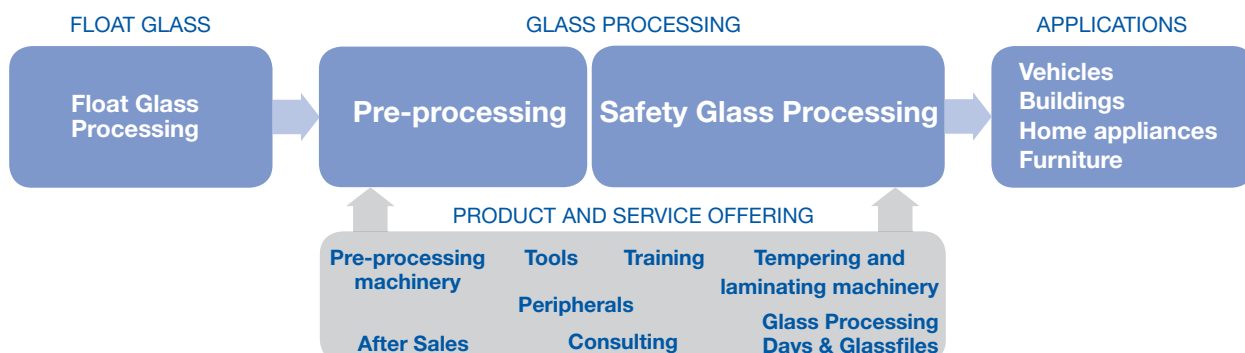 FLOAT GLASS
GLASS PROCESSING
APPLICATIONS
Float Glass
Processing
Pre-processing
Safety Glass Processing
Vehicles
Buildings
Home appliances
Furniture
PRODUCT AND SERVICE OFFERING
Pre-processing
machinery
Tools
Training
Tempering and
laminating machinery
Peripherals
After Sales
Consulting
Glass Processing
Days & Glassfiles